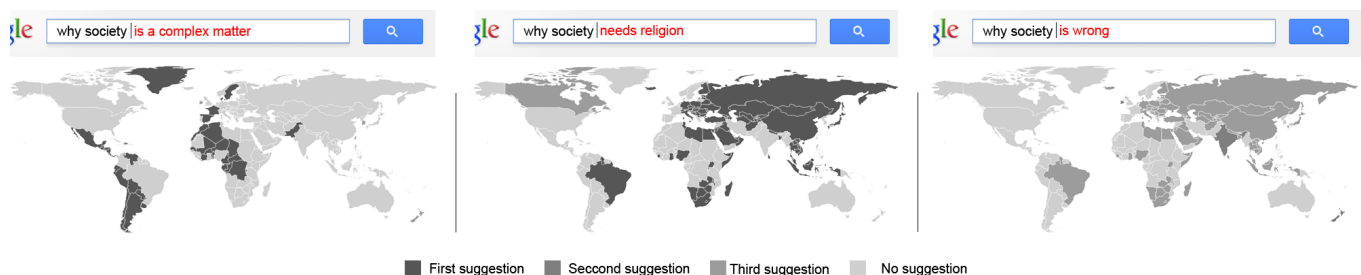 gle why society is a complex matter
gle why society needs religion
gle why society is wrong
First suggestion Seccond suggestion Third suggestion No suggestion